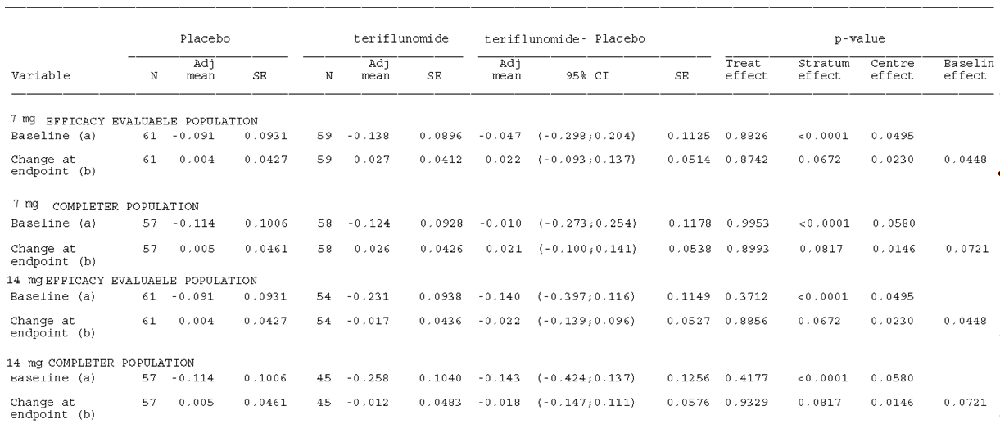 Placebo teriflunomide teriflunomide- Placebo p-value
Adj Adj Adj Treat Stratum Centre Baselin
Variable N mean SE N mean SE mean 95% CI SE effect effect effect effect
7 mg EFFICACY EVALUABLE POPULATION
Baseline (a) 61 -0.091 0.0931 59 -0.138 0.0896 -0.047 (-0.298;0.204) 0.1125 0.8826 <0.0001 0.0495
Change at 61 0.004 0.0427 59 0.027 0.0412 0.022 (-0.093;0.137) 0.0514 0.8742 0.0672 0.0230 0.0448
endpoint (b)
7 mg COMPLETER POPULATION
Baseline (a) 57 -0.114 0.1006 58 -0.124 0.0928 -0.010 (-0.273;0.254) 0.1178 0.9953 <0.0001 0.0580
Change at 57 0.005 0.0461 58 0.026 0.0426 0.021 (-0.100;0.141) 0.0538 0.8993 0.0817 0.0146 0.0721
endpoint (b)
14 mg EFFICACY EVALUABLE POPULATION
Baseline (a) 61 -0.091 0.0931 54 -0.231 0.0938 -0.140 (-0.397;0.116) 0.1149 0.3712 <0.0001 0.0495
Change at 61 0.004 0.0427 54 -0.017 0.0436 -0.022 (-0.139;0.096) 0.0527 0.8856 0.0672 0.0230 0.0448
endpoint (b)
14 mg COMPLETER POPULATION
Baseline (a) 57 -0.114 0.1006 45 -0.258 0.1040 -0.143 (-0.424;0.137) 0.1256 0.4177 <0.0001 0.0580
Change at 57 0.005 0.0461 45 -0.012 0.0483 -0.018 (-0.147;0.111) 0.0576 0.9329 0.0817 0.0146 0.0721
endpoint (b)